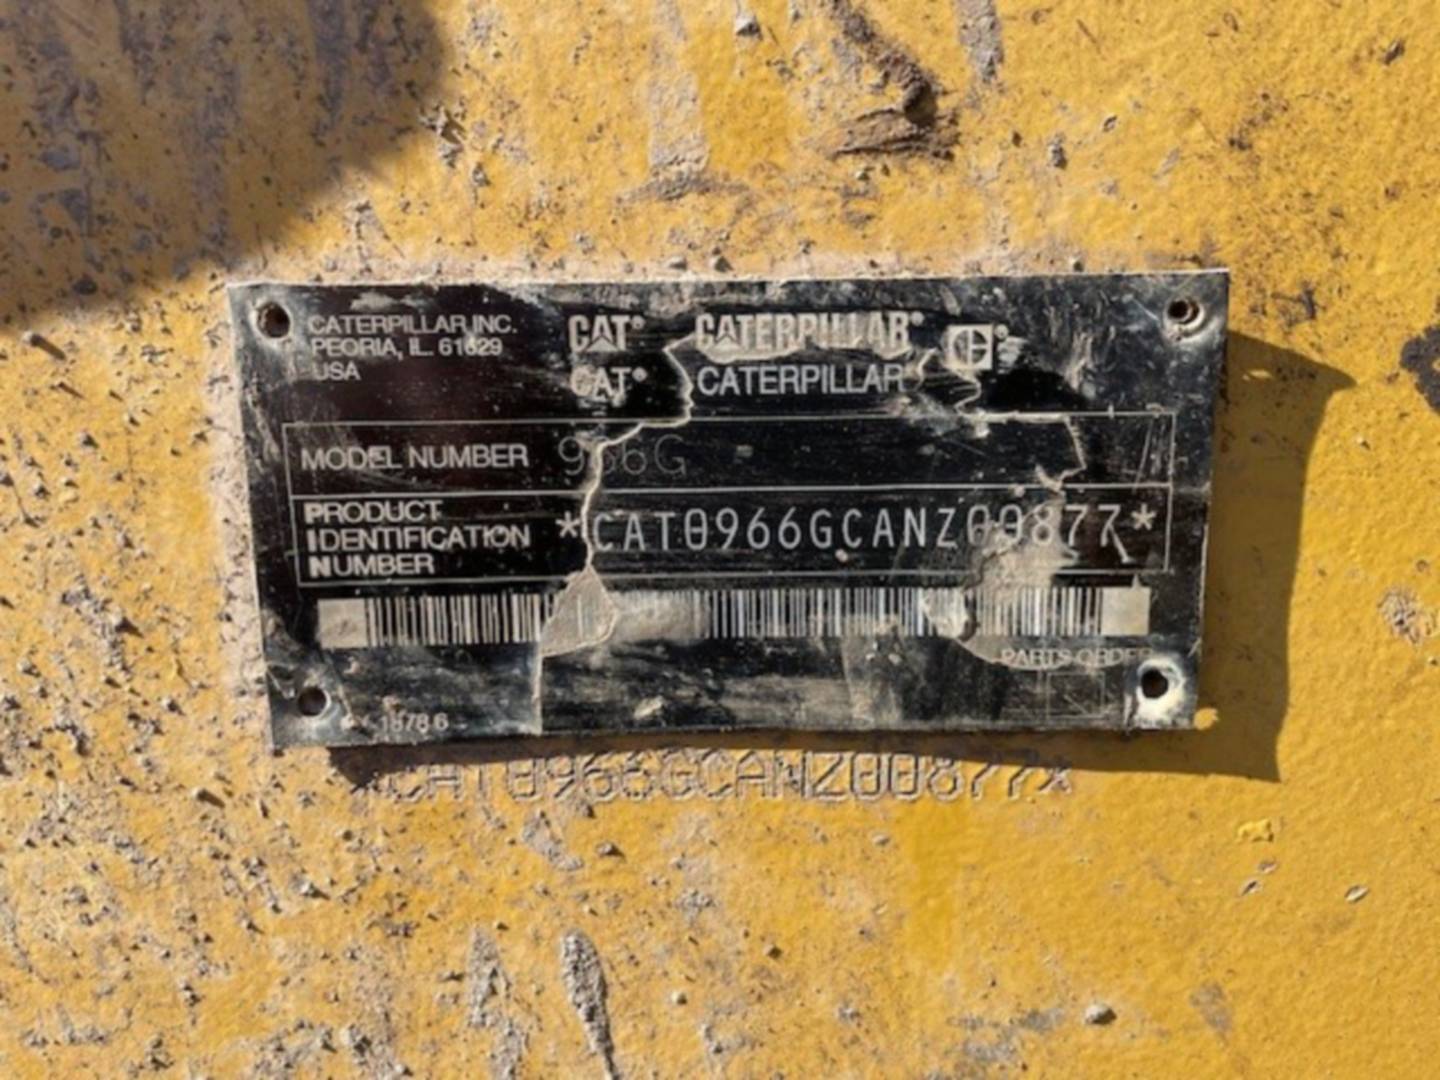 CATERPILLAR INC.
PEORIA, IL. 61629
USA
CAT® CATERPILLAR®
CAT® CATERPILLAR®
MODEL NUMBER 966G
PRODUCT
IDENTIFICATION
NUMBER
*CAT0966GCANZ00877*
PARTS ORDER
*CAT0966GCANZ00877*